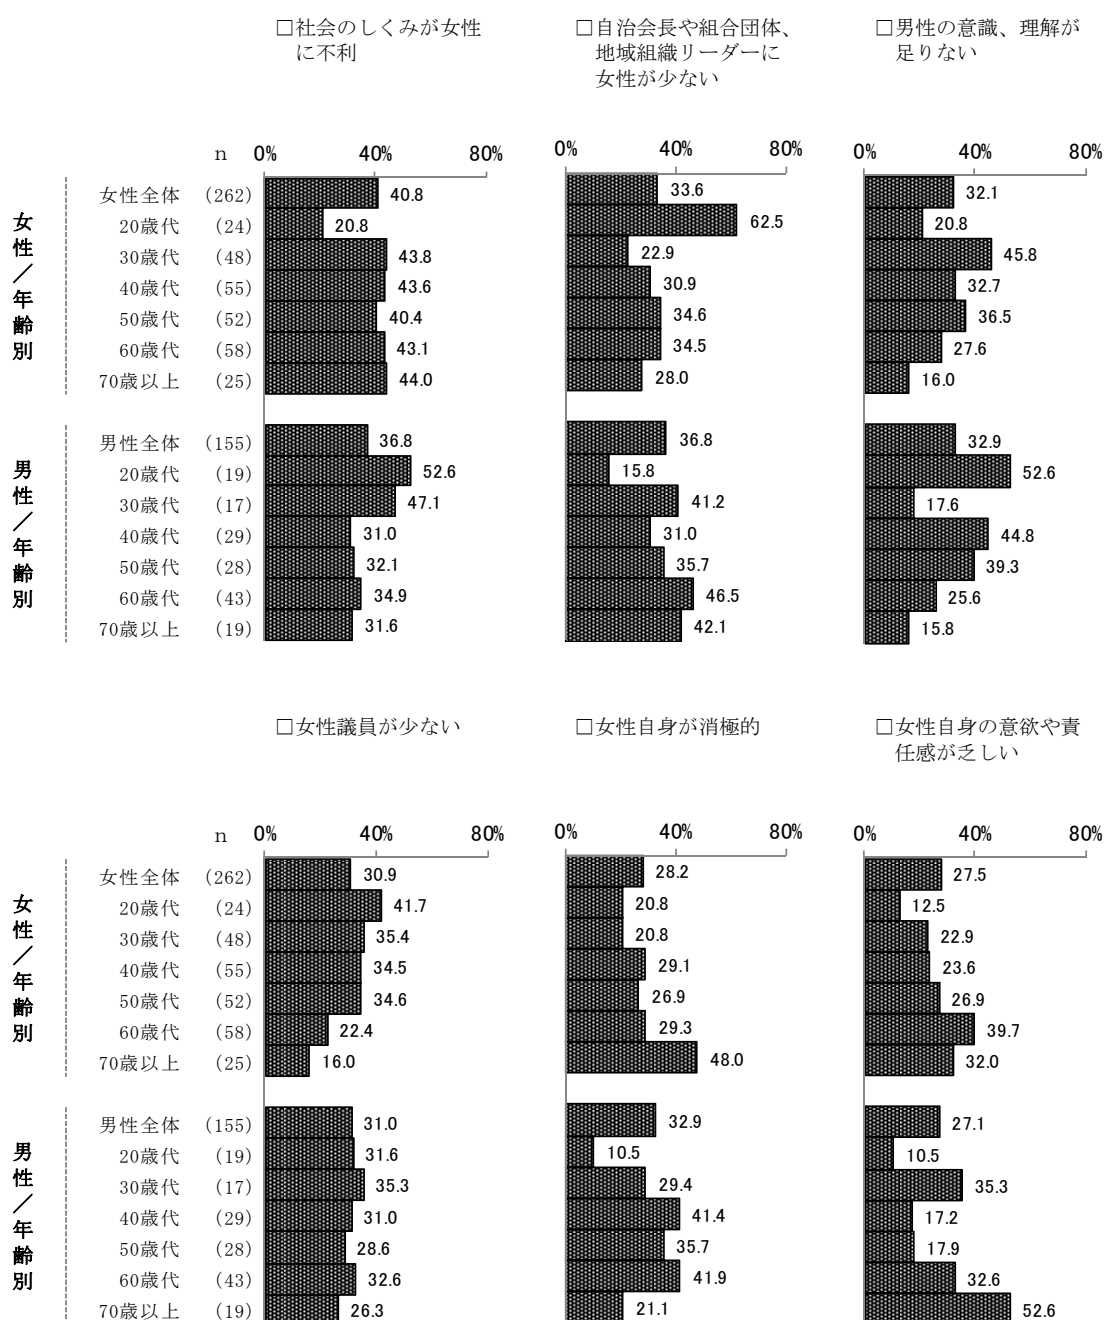 □社会のしくみが女性
に不利
□自治会長や組合団体、
地域組織リーダーに
女性が少ない
□男性の意識、理解が
足りない
n 0% 40% 80% 0% 40% 80% 0% 40% 80%
女性／年齢別
女性全体 (262) 40.8 33.6 32.1
20歳代 (24) 20.8 62.5 20.8
30歳代 (48) 43.8 22.9 45.8
40歳代 (55) 43.6 30.9 32.7
50歳代 (52) 40.4 34.6 36.5
60歳代 (58) 43.1 34.5 27.6
70歳以上 (25) 44.0 28.0 16.0
男性／年齢別
男性全体 (155) 36.8 36.8 32.9
20歳代 (19) 52.6 15.8 52.6
30歳代 (17) 47.1 41.2 17.6
40歳代 (29) 31.0 31.0 44.8
50歳代 (28) 32.1 35.7 39.3
60歳代 (43) 34.9 46.5 25.6
70歳以上 (19) 31.6 42.1 15.8
□女性議員が少ない
□女性自身が消極的
□女性自身の意欲や責
任感が乏しい
n 0% 40% 80% 0% 40% 80% 0% 40% 80%
女性／年齢別
女性全体 (262) 30.9 28.2 27.5
20歳代 (24) 41.7 20.8 12.5
30歳代 (48) 35.4 20.8 22.9
40歳代 (55) 34.5 29.1 23.6
50歳代 (52) 34.6 26.9 26.9
60歳代 (58) 22.4 29.3 39.7
70歳以上 (25) 16.0 48.0 32.0
男性／年齢別
男性全体 (155) 31.0 32.9 27.1
20歳代 (19) 31.6 10.5 10.5
30歳代 (17) 35.3 29.4 35.3
40歳代 (29) 31.0 41.4 17.2
50歳代 (28) 28.6 35.7 17.9
60歳代 (43) 32.6 41.9 32.6
70歳以上 (19) 26.3 21.1 52.6